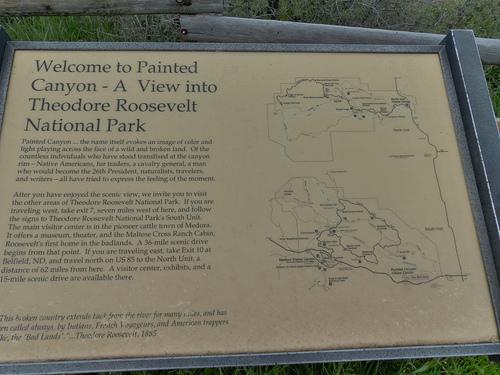 Welcome to Painted
Canyon - A View into
Theodore Roosevelt
National Park
Painted Canyon ... the name itself evokes an image of color and
light playing across the face of a wild and broken land. Of the
countless individuals who have stood transfixed at the canyon
rim - Native Americans, fur traders, a cavalry general, a man
who would become the 26th President, naturalists, travelers,
and writers - all have tried to express the feeling of the moment.
After you have enjoyed the scenic view, we invite you to visit
the other areas of Theodore Roosevelt National Park. If you are
traveling west, take exit 7, seven miles west of here, and follow
the signs to Theodore Roosevelt National Park's South Unit.
The main visitor center is in the pioneer cattle town of Medora.
It offers a museum, theater, and the Maltese Cross Ranch Cabin,
Roosevelt's first home in the badlands. A 36-mile scenic drive
begins from that point. If you are traveling east, take Exit 10 at
Belfield, ND, and travel north on US 85 to the North Unit, a
distance of 62 miles from here. A visitor center, exhibits, and a
15-mile scenic drive are available there.
This broken country extends back from the river for many miles, and has
been called always, by Indians, French Voyageurs, and American trappers
the 'Bad Lands'."...Theodore Roosevelt, 1885
North Unit
South Unit
Painted Canyon
Visitor Center